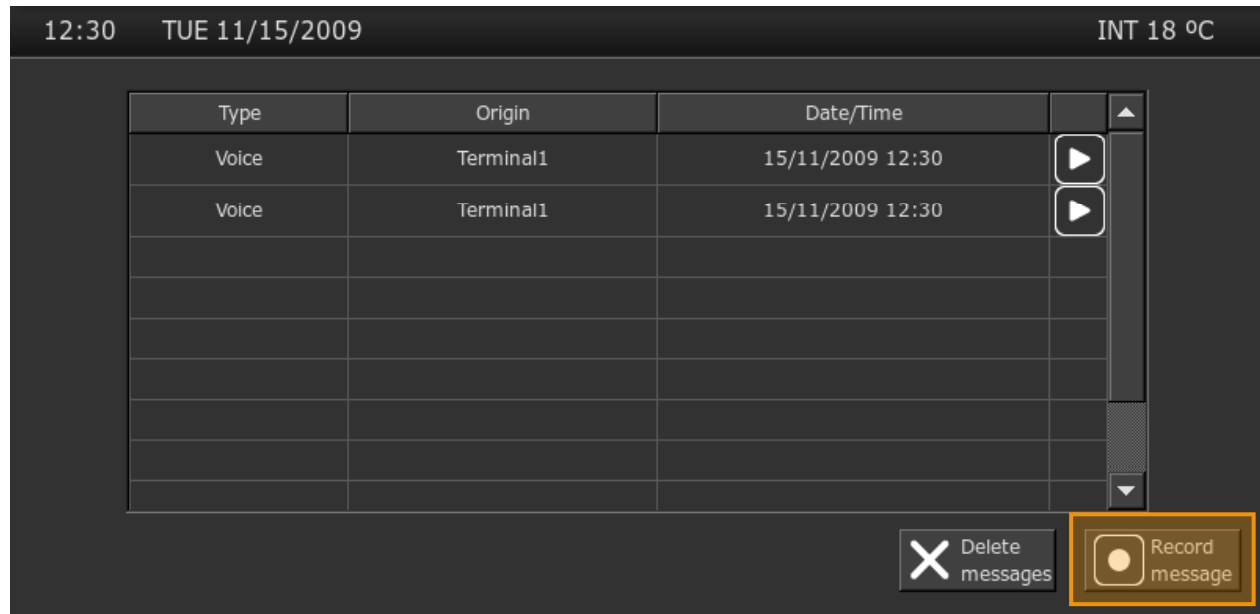 12:30 TUE 11/15/2009 INT 18 ºC
Type Origin Date/Time
Voice Terminal1 15/11/2009 12:30
Voice Terminal1 15/11/2009 12:30
Delete
messages
Record
message